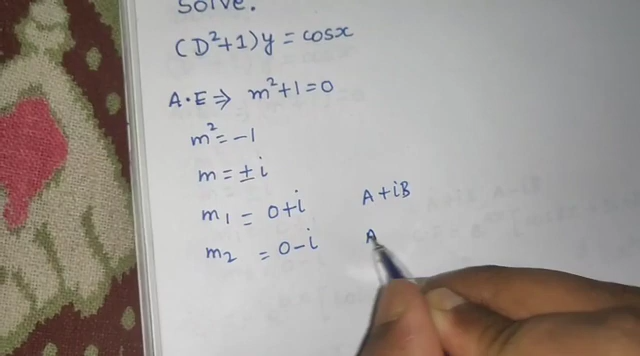 Solve.
(D²+1)y = cosx
A.E ⇒ m²+1=0
m² = -1
m = ±i
m₁ = 0+i A+iB
m₂ = 0-i A